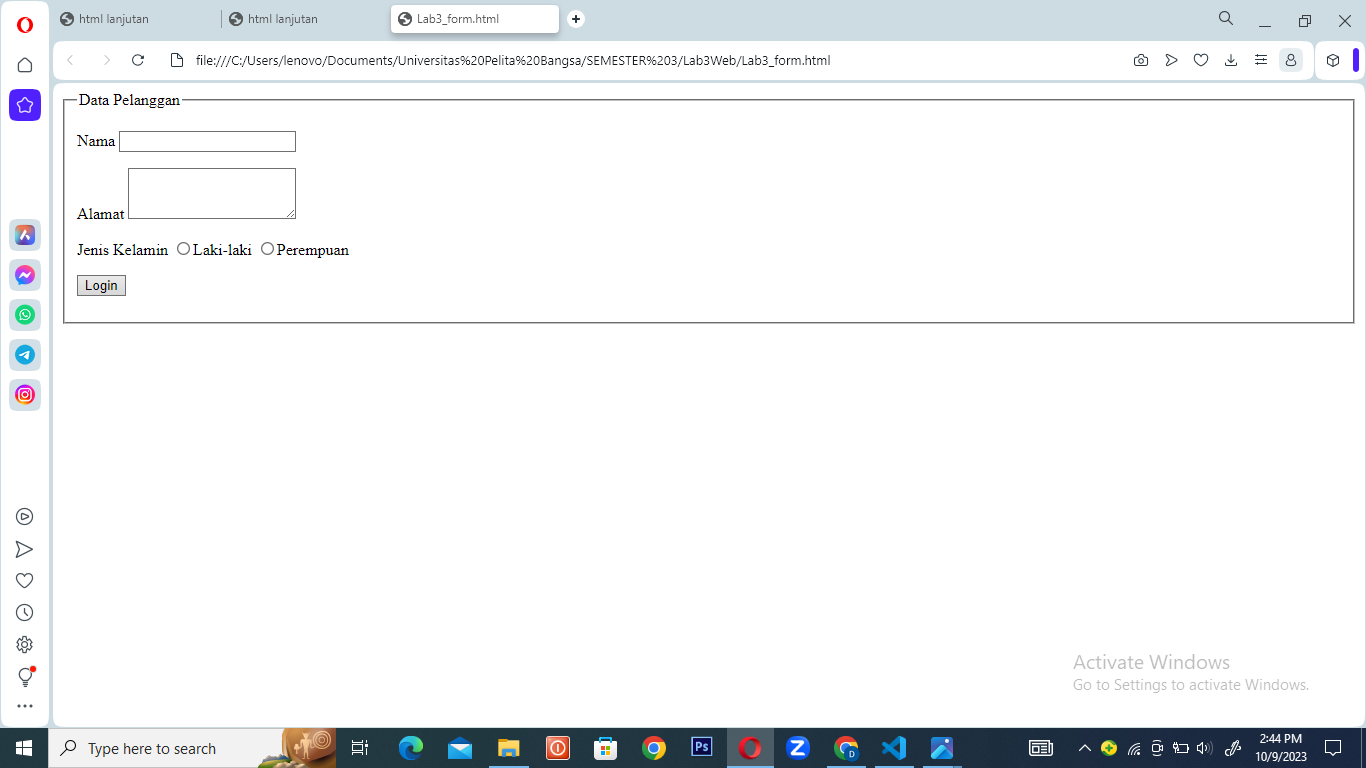 html lanjutan
html lanjutan
Lab3_form.html
file:///C:/Users/lenovo/Documents/Universitas%20Pelita%20Bangsa/SEMESTER%203/Lab3Web/Lab3_form.html
Data Pelanggan
Nama
Alamat
Jenis Kelamin Laki-laki Perempuan
Login
Activate Windows
Go to Settings to activate Windows.
Type here to search
Ps
Z
D
2:44 PM
10/9/2023